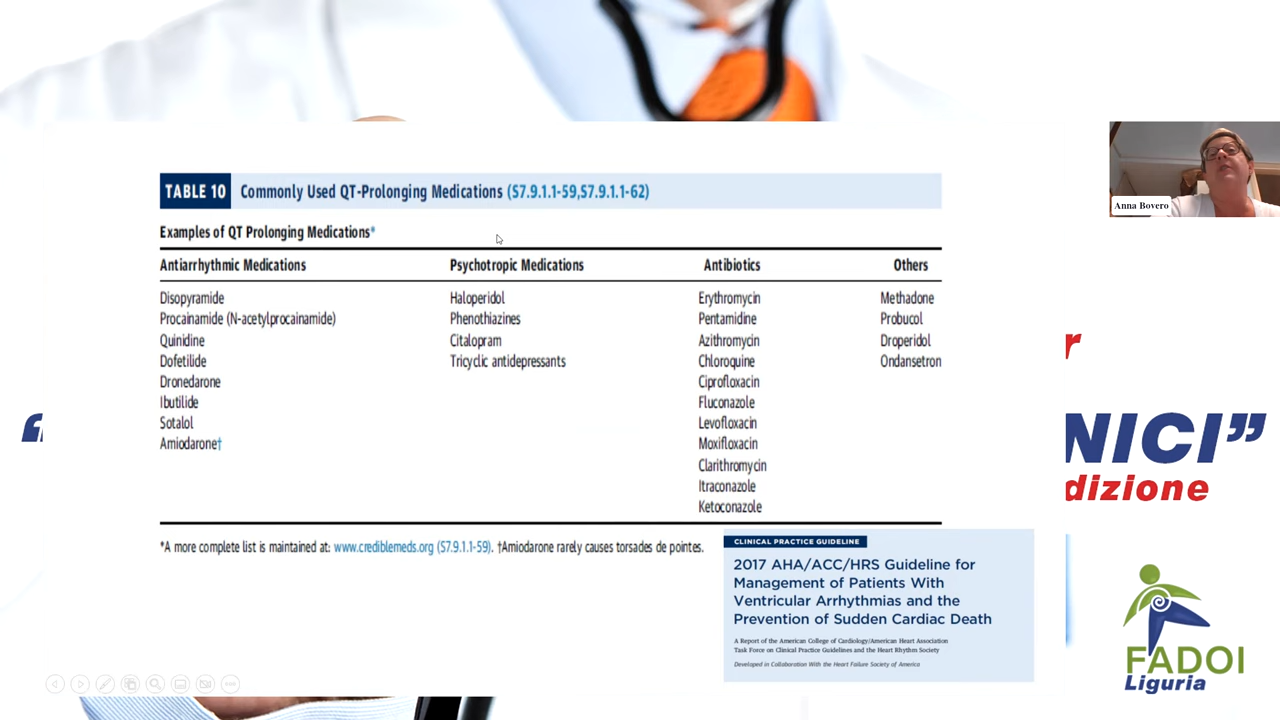 TABLE 10 Commonly Used QT-Prolonging Medications (S7.9.1.1-59,S7.9.1.1-62)
Examples of QT Prolonging Medications*
Antiarrhythmic Medications Psychotropic Medications Antibiotics Others
Disopyramide Haloperidol Erythromycin Methadone
Procainamide (N-acetylprocainamide) Phenothiazines Pentamidine Probucol
Quinidine Citalopram Azithromycin Droperidol
Dofetilide Tricyclic antidepressants Chloroquine Ondansetron
Dronedarone Ciprofloxacin
Ibutilide Fluconazole
Sotalol Levofloxacin
Amiodarone† Moxifloxacin
Clarithromycin
Itraconazole
Ketoconazole
*A more complete list is maintained at: www.crediblemeds.org (S7.9.1.1-59). †Amiodarone rarely causes torsades de pointes.
CLINICAL PRACTICE GUIDELINE
2017 AHA/ACC/HRS Guideline for
Management of Patients With
Ventricular Arrhythmias and the
Prevention of Sudden Cardiac Death
A Report of the American College of Cardiology/American Heart Association
Task Force on Clinical Practice Guidelines and the Heart Rhythm Society
Developed in Collaboration With the Heart Failure Society of America
Anna Bovero
r
“ NICI”
dizione
FADOI
Liguria